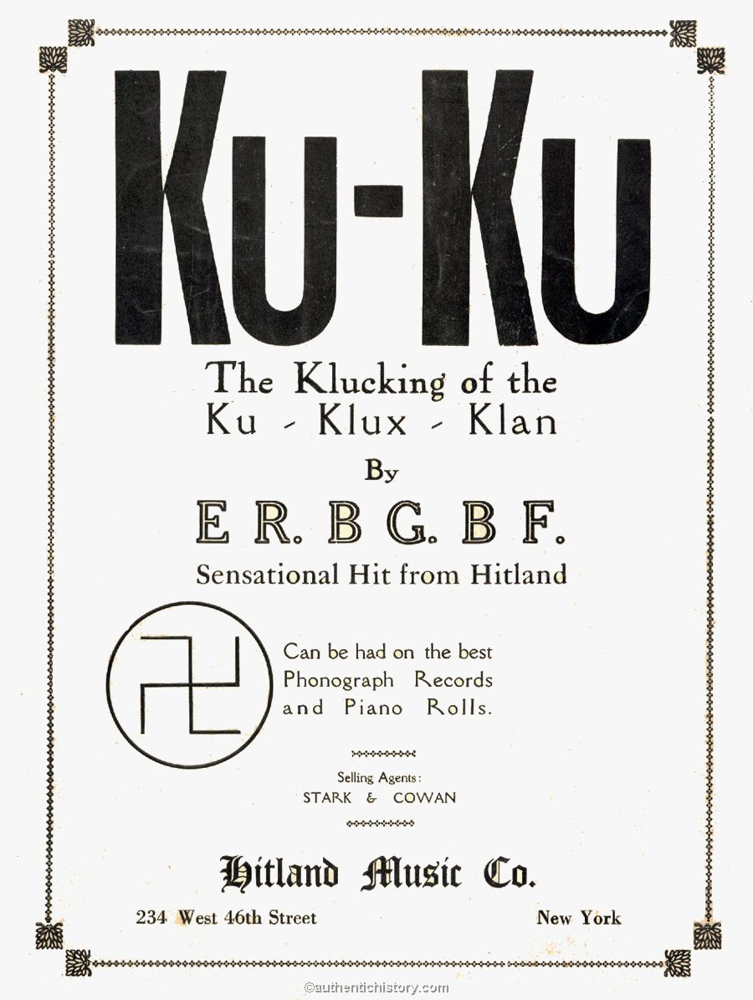 Ku-Ku
The Klucking of the
Ku - Klux - Klan
By
E R. B G. B F.
Sensational Hit from Hitland
Can be had on the best
Phonograph Records
and Piano Rolls.
Selling Agents:
STARK & COWAN
Hitland Music Co.
234 West 46th Street New York
©authentichistory.com